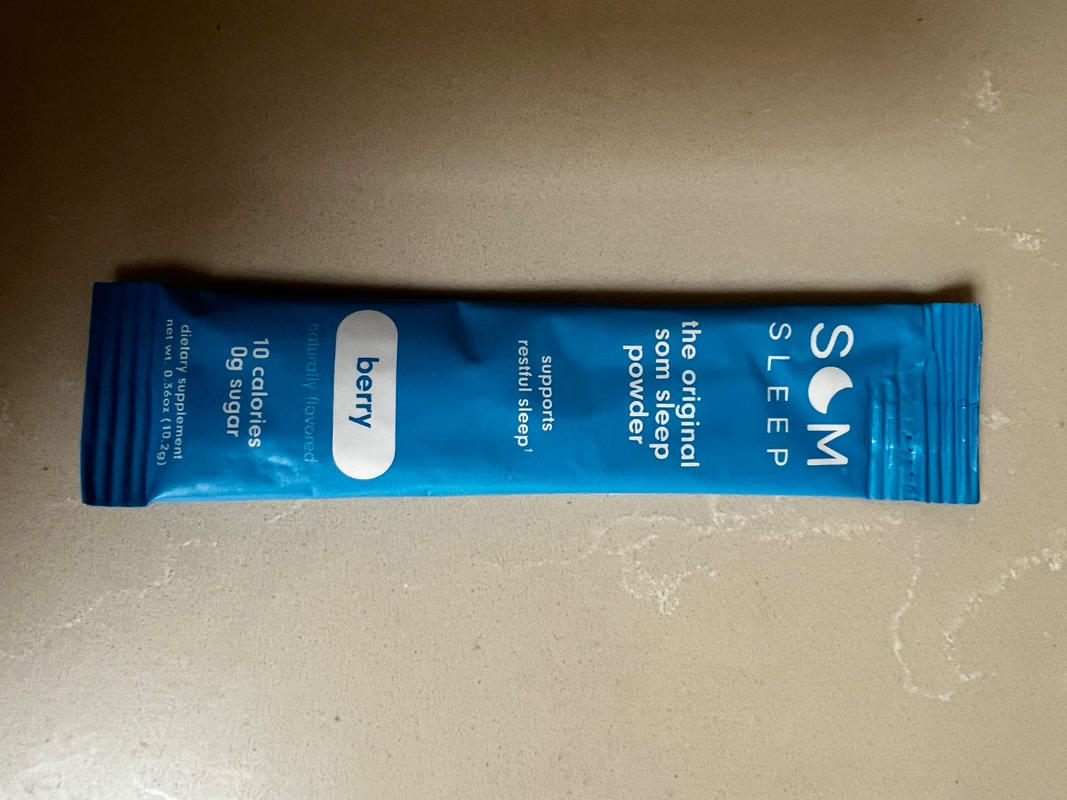 SOM
SLEEP
the original
som sleep
powder
supports
restful sleep†
berry
naturally flavored
10 calories
0g sugar
dietary supplement
net wt. 0.36oz (10.2g)